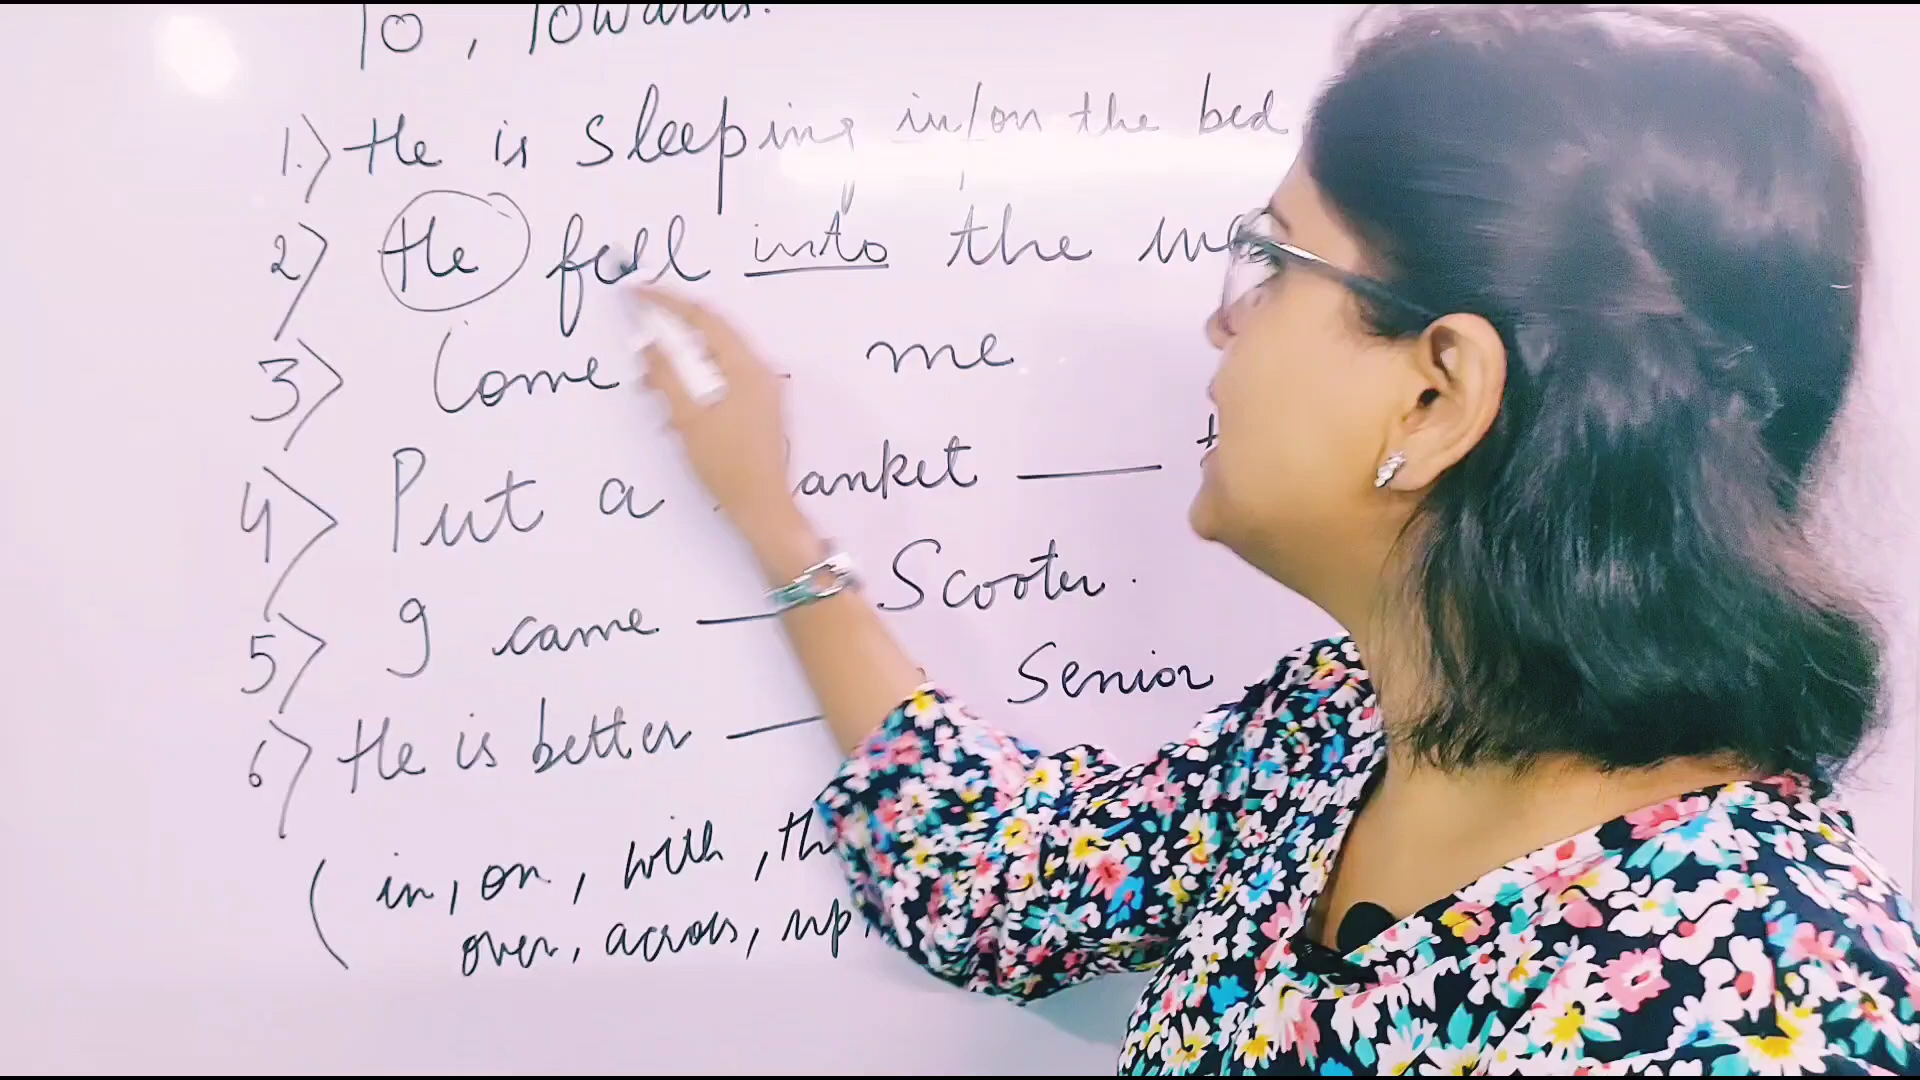 To, Towards.
1.) He is sleeping in/on the bed
2) He fell into the
3) Come me
4) Put a
5) I came Scooter.
6) He is better Senior
(in, on, with,
over, across, up,